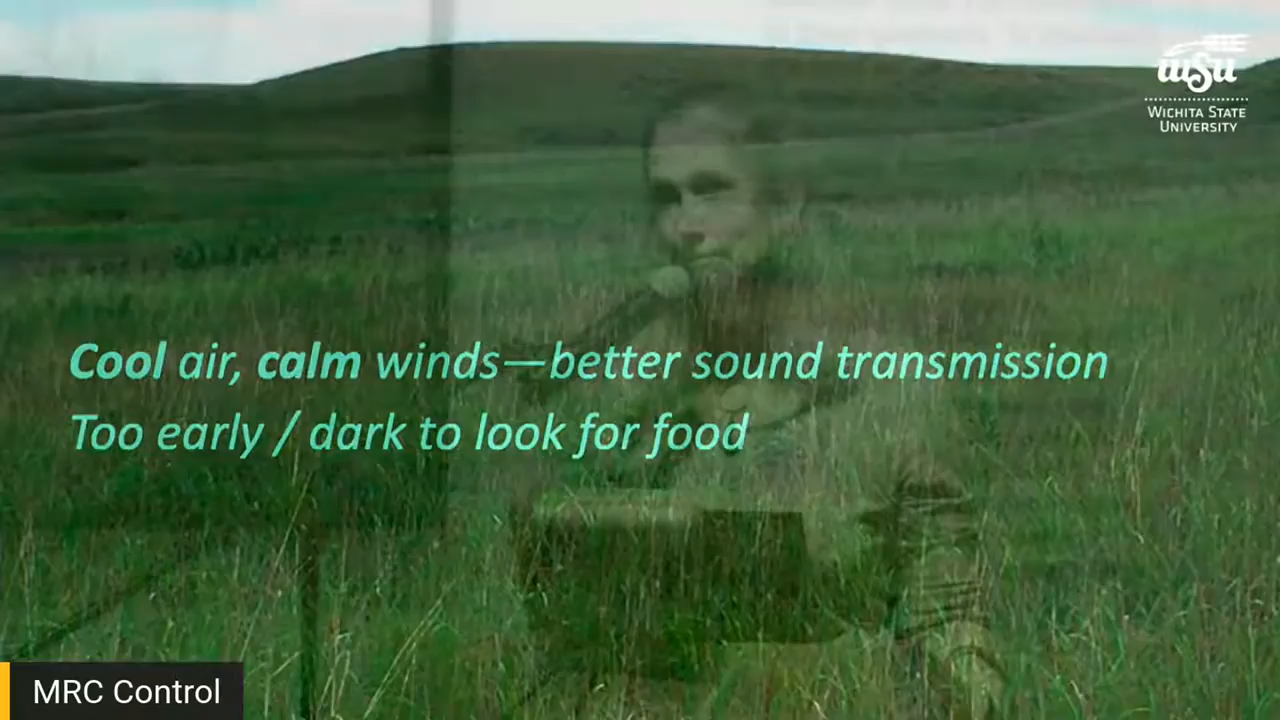 wsu
WICHITA STATE
UNIVERSITY
Cool air, calm winds—better sound transmission
Too early / dark to look for food
MRC Control